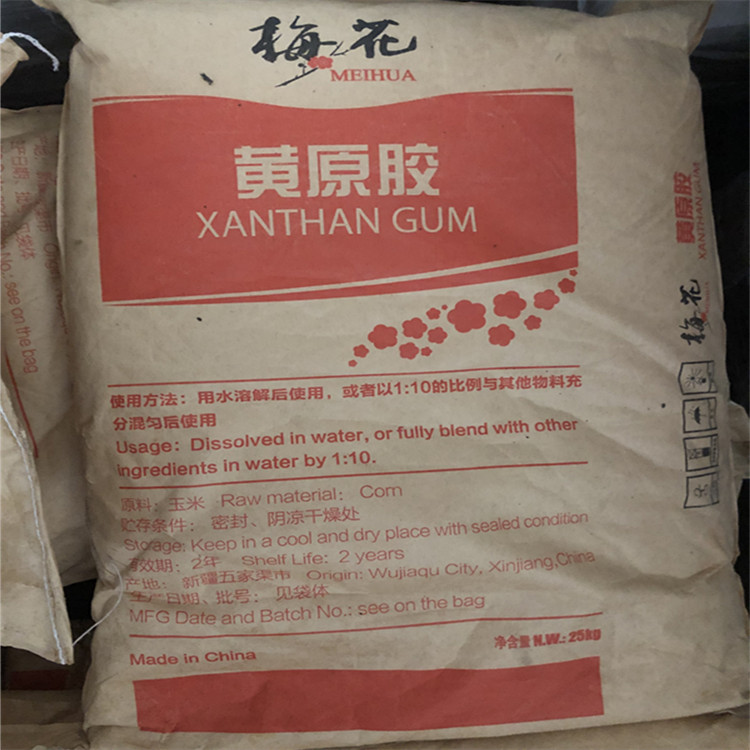 梅花
MEIHUA
黄原胶
XANTHAN GUM
使用方法：用水溶解后使用，或者以1:10的比例与其他物料充
分混匀后使用
Usage: Dissolved in water, or fully blend with other
ingredients in water by 1:10.
原料：玉米 Raw material: Corn
贮存条件：密封、阴凉干燥处
Storage: Keep in a cool and dry place with sealed condition
有效期：2年 Shelf Life: 2 years
产地：新疆五家渠市 Origin: Wujiaqu City, Xinjiang,China
生产日期、批号：见袋体
MFG Date and Batch No.: see on the bag
净含量 N.W.: 25kg
Made in China
黄原胶
XANTHAN GUM
梅花
No.: see on the bag